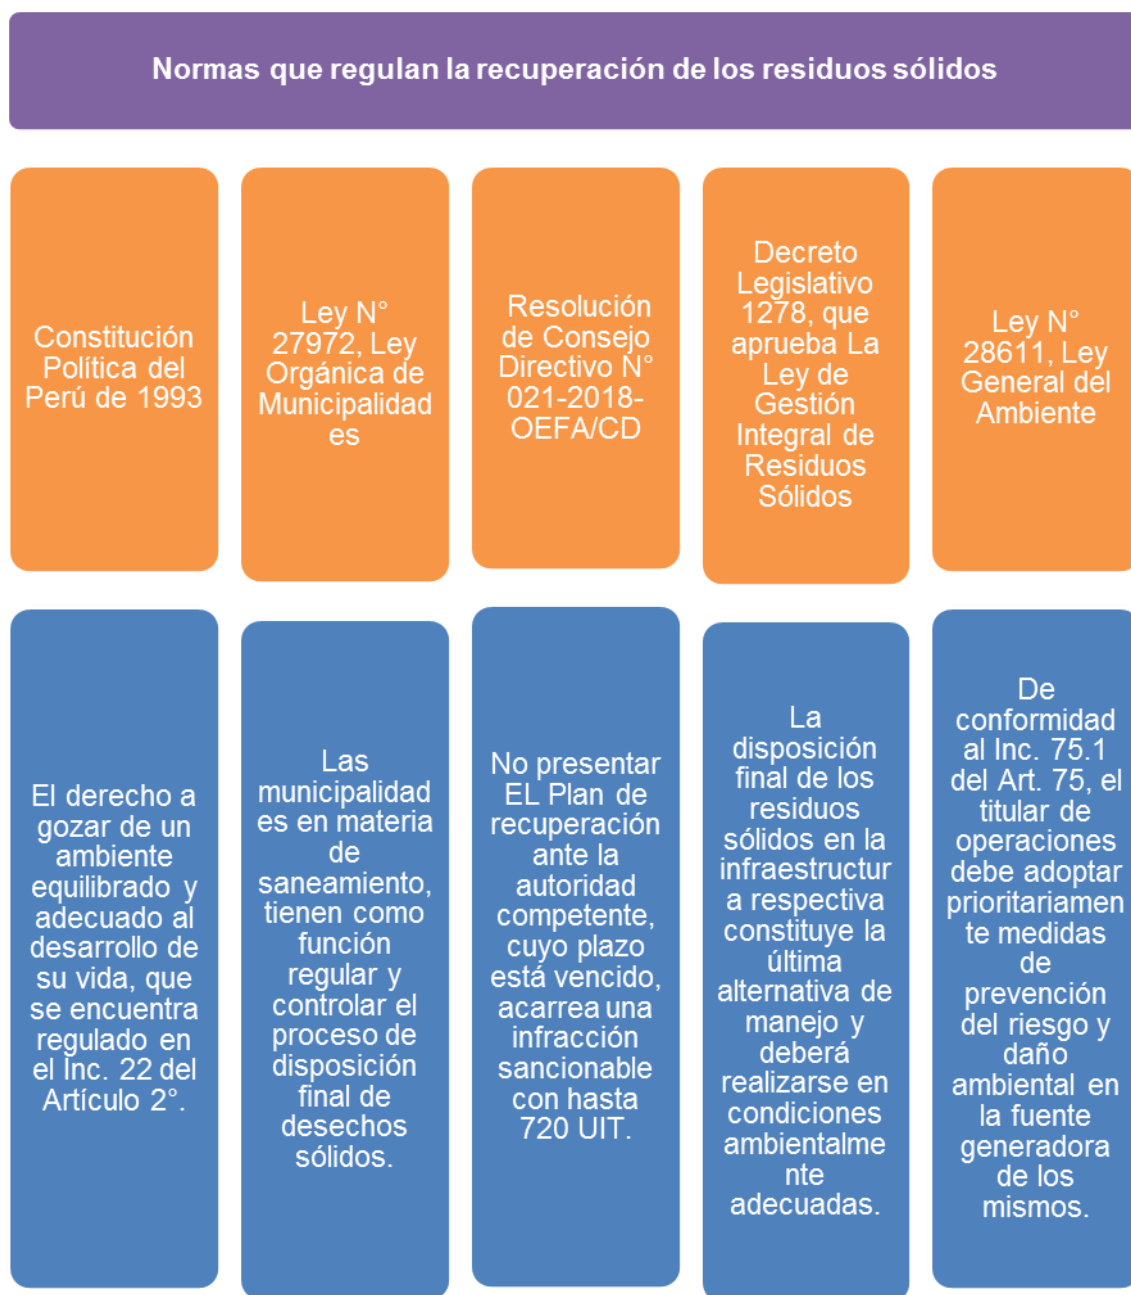 Normas que regulan la recuperación de los residuos sólidos
Constitución
Política del
Perú de 1993
Ley N°
27972, Ley
Orgánica de
Municipalidad
es
Resolución
de Consejo
Directivo N°
021-2018-
OEFA/CD
Decreto
Legislativo
1278, que
aprueba La
Ley de
Gestión
Integral de
Residuos
Sólidos
Ley N°
28611, Ley
General del
Ambiente
El derecho a
gozar de un
ambiente
equilibrado y
adecuado al
desarrollo de
su vida, que
se encuentra
regulado en
el Inc. 22 del
Artículo 2°.
Las
municipalidad
es en materia
de
saneamiento,
tienen como
función
regular y
controlar el
proceso de
disposición
final de
desechos
sólidos.
No presentar
EL Plan de
recuperación
ante la
autoridad
competente,
cuyo plazo
está vencido,
acarrea una
infracción
sancionable
con hasta
720 UIT.
La
disposición
final de los
residuos
sólidos en la
infraestructur
a respectiva
constituye la
última
alternativa de
manejo y
deberá
realizarse en
condiciones
ambientalme
nte
adecuadas.
De
conformidad
al Inc. 75.1
del Art. 75, el
titular de
operaciones
debe adoptar
prioritariamen
te medidas
de
prevención
del riesgo y
daño
ambiental en
la fuente
generadora
de los
mismos.